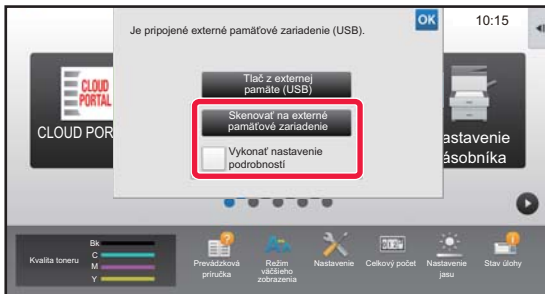 Je pripojené externé pamäťové zariadenie (USB).
OK
10:15
Tlač z externej
pamäte (USB)
Skenovať na externé
pamäťové zariadenie
Vykonať nastavenie
podrobností
CLOUD
PORTAL
CLOUD POR
astavenie
ásobníka
Kvalita toneru
Bk
C
M
Y
Prevádzková
príručka
Režim
väčšieho
zobrazenia
Nastavenie
Celkový počet
Nastavenie
jasu
Stav úlohy